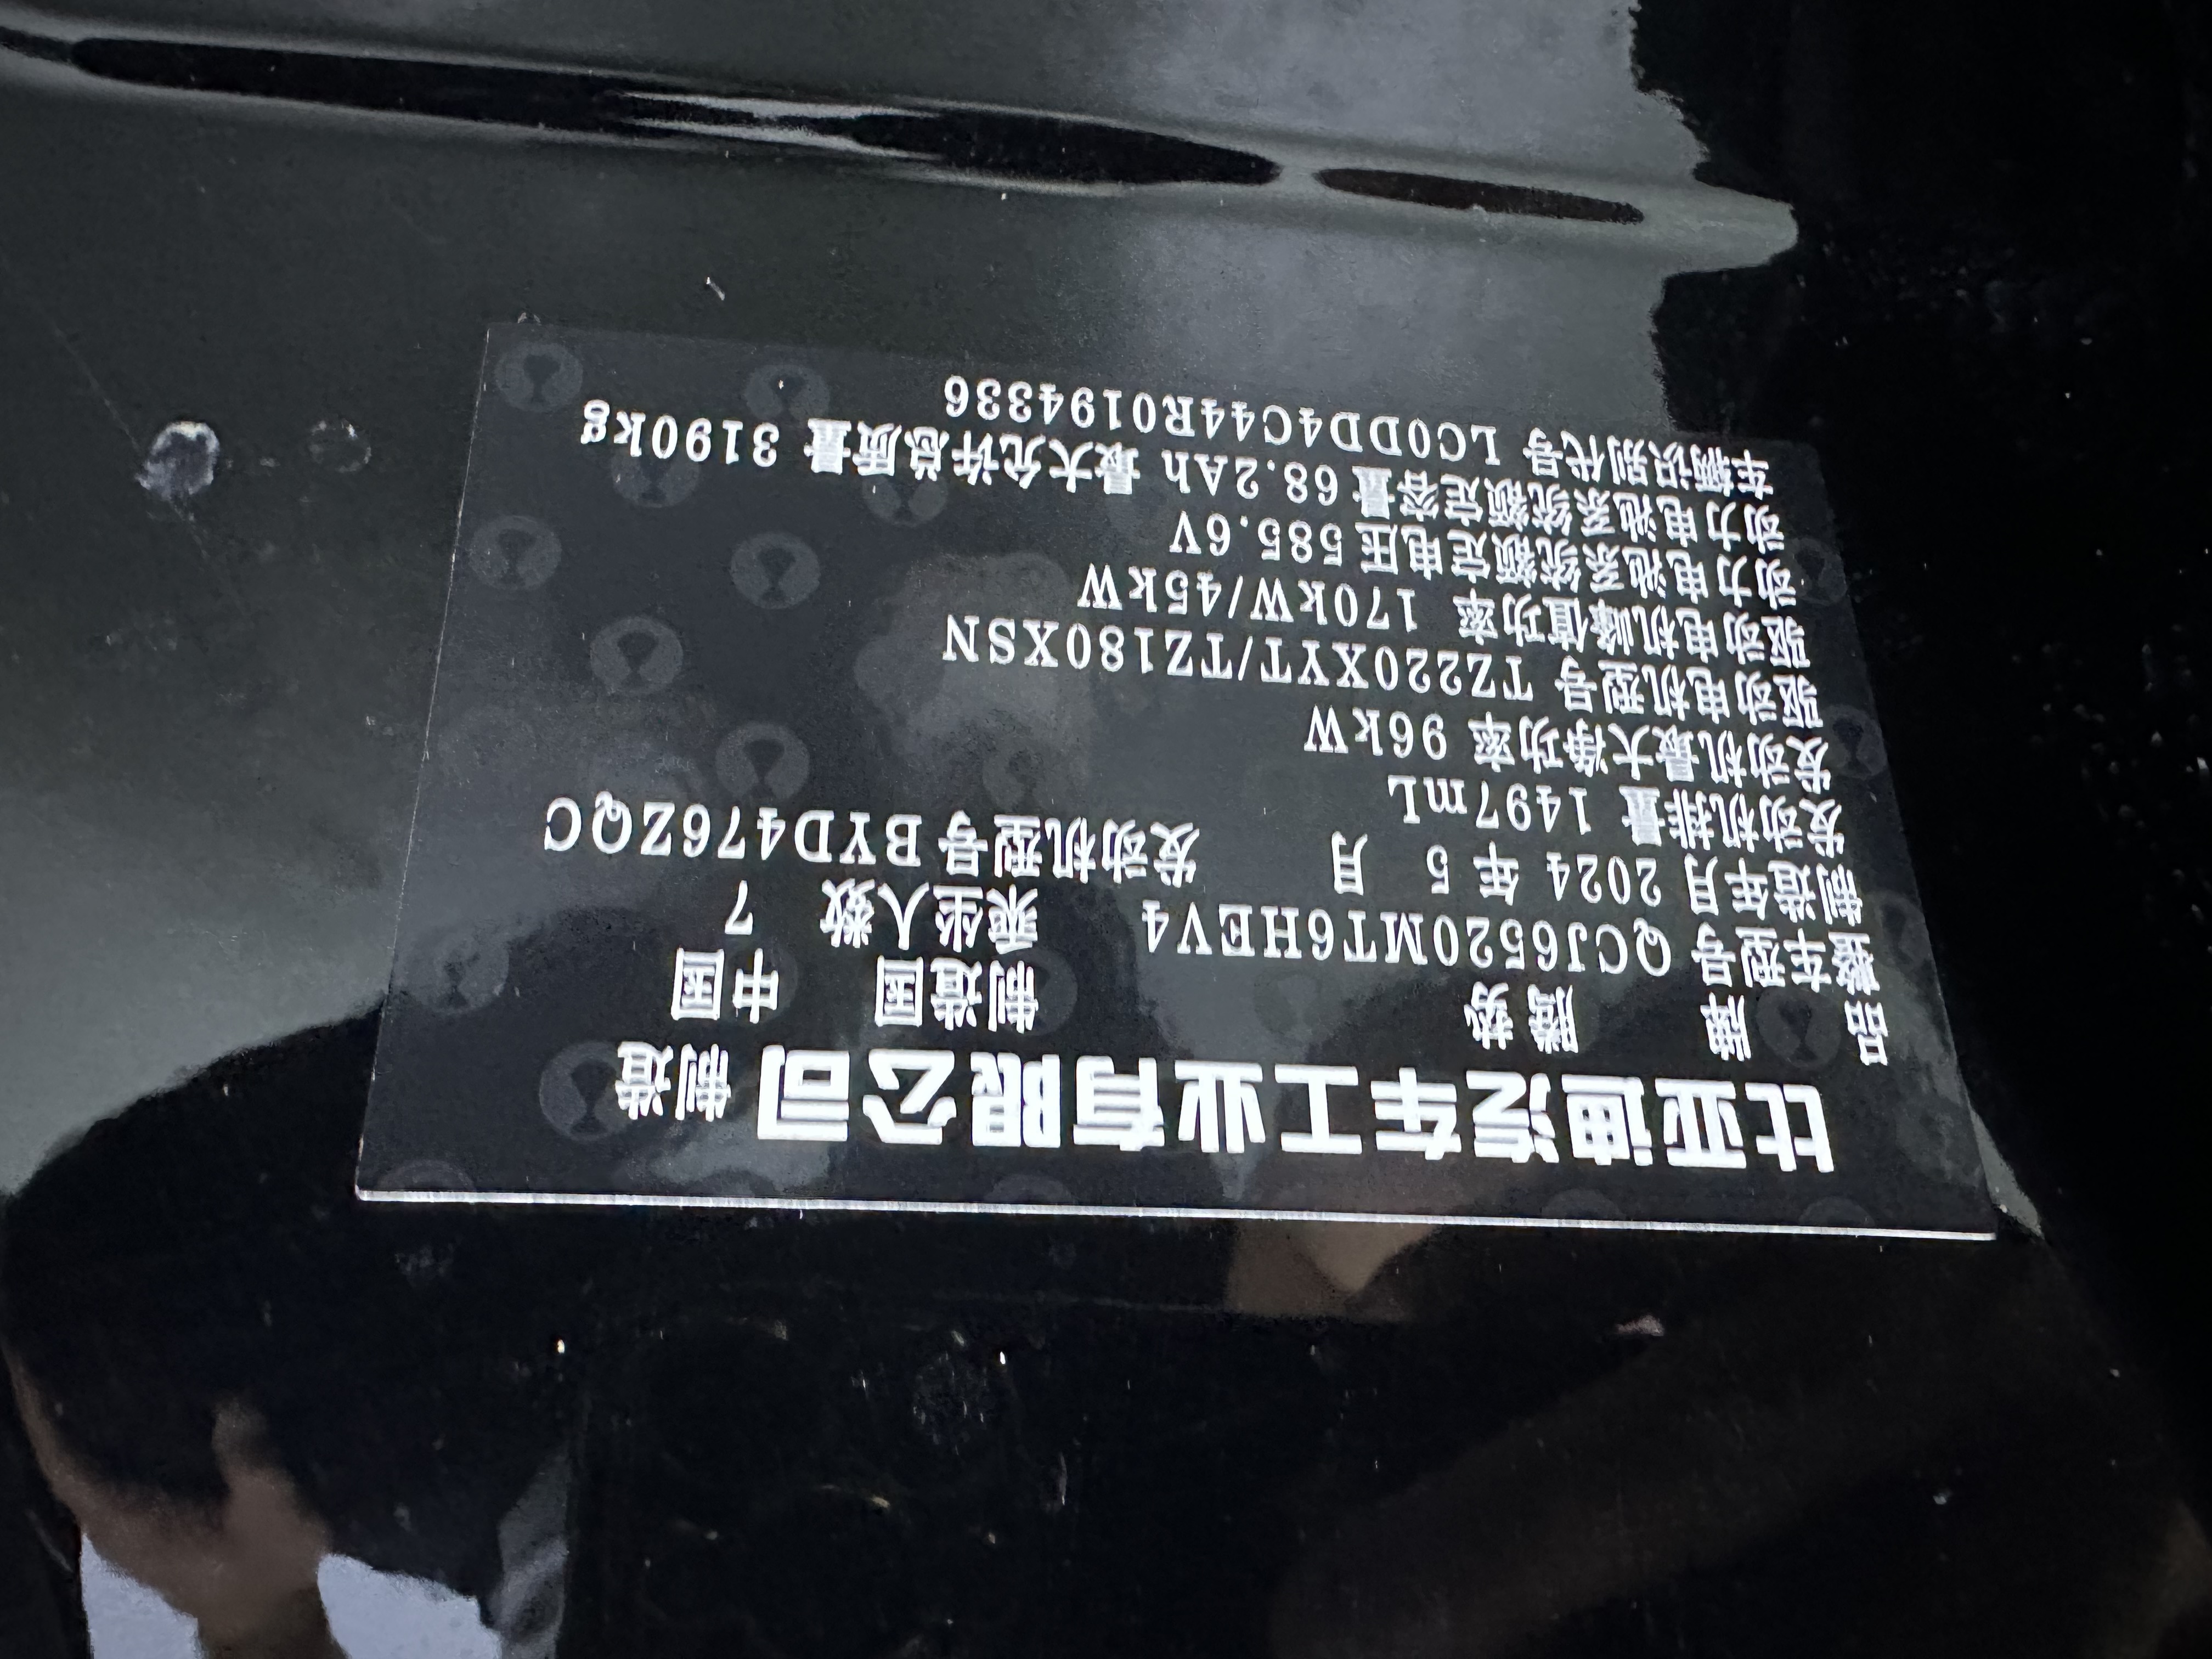 比亚迪汽车工业有限公司 制造
品牌 腾势 制造国 中国
整车型号 QCJ6520MT6HEV4 乘坐人数 7
制造年月 2024 年 5 月 发动机型号 BYD476ZQC
发动机排量 1497mL
发动机最大净功率 96kW
驱动电机型号 TZ220XYT/TZ180XSN
驱动电机峰值功率 170kW/45kW
动力电池系统额定电压 585.6V
动力电池系统额定容量 68.2Ah 最大允许总质量 3190kg
车辆识别代号 LC0DD4C44R0194336